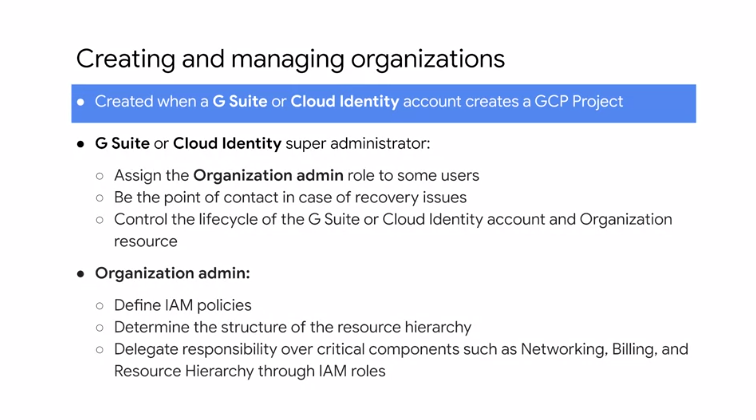 Creating and managing organizations
● Created when a G Suite or Cloud Identity account creates a GCP Project
● G Suite or Cloud Identity super administrator:
○ Assign the Organization admin role to some users
○ Be the point of contact in case of recovery issues
○ Control the lifecycle of the G Suite or Cloud Identity account and Organization
resource
● Organization admin:
○ Define IAM policies
○ Determine the structure of the resource hierarchy
○ Delegate responsibility over critical components such as Networking, Billing, and
Resource Hierarchy through IAM roles